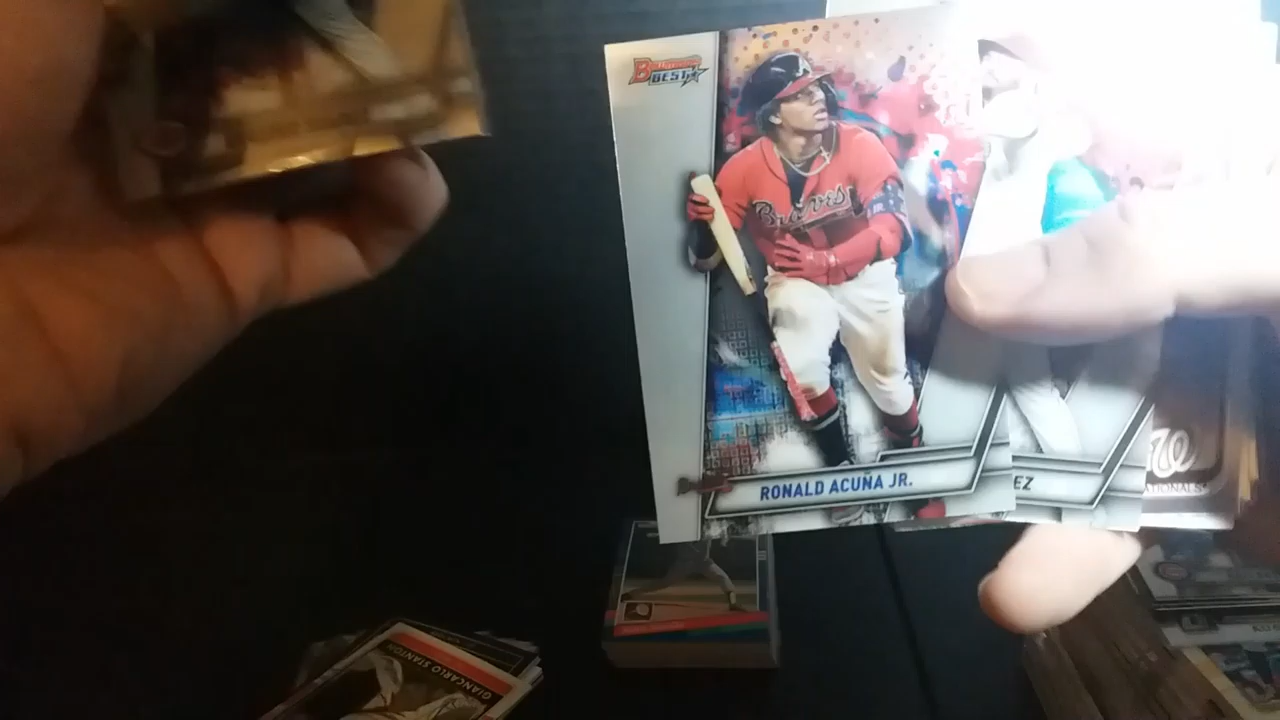 BOWMAN'S
BEST
Braves
RONALD ACUÑA JR.
EZ
NATIONALS
GIANCARLO STANTON